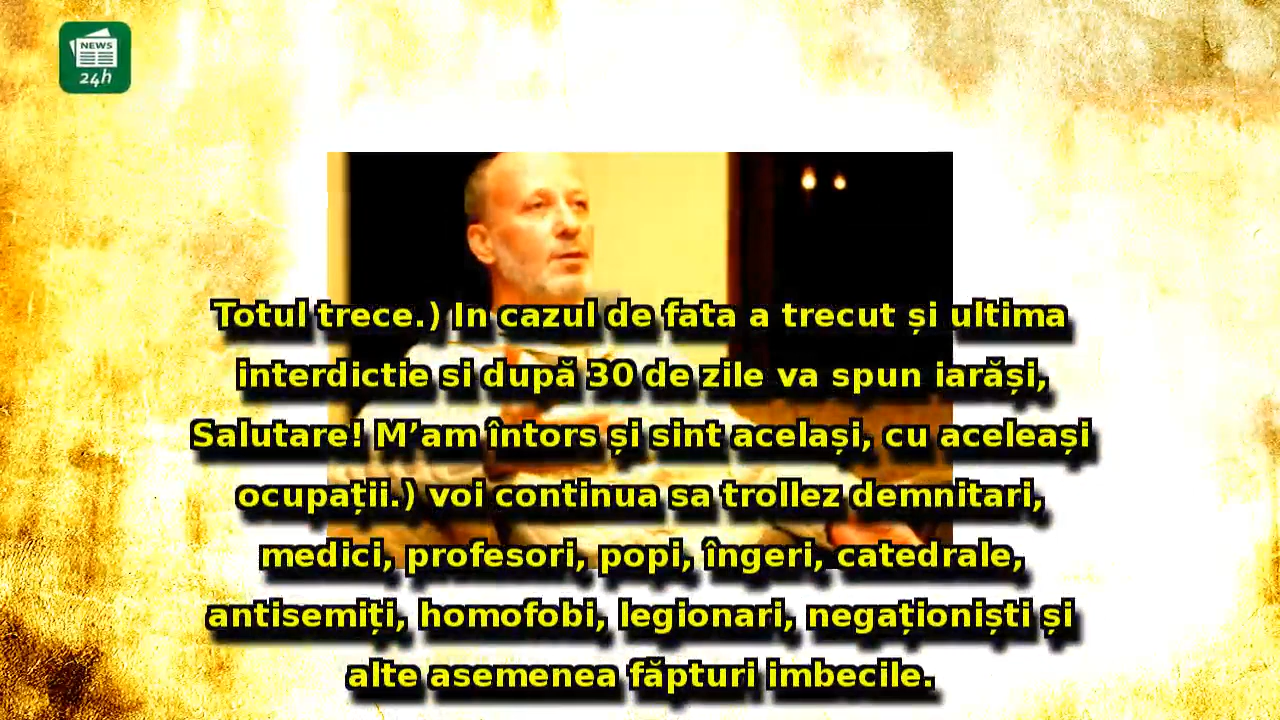 NEWS
24h
Totul trece.) In cazul de fata a trecut și ultima
interdictie si după 30 de zile va spun iarăși,
Salutare! M’am întors și sint același, cu aceleași
ocupații.) voi continua sa trollez demnitari,
medici, profesori, popi, îngeri, catedrale,
antisemiți, homofobi, legionari, negaționiști și
alte asemenea făpturi imbecile.